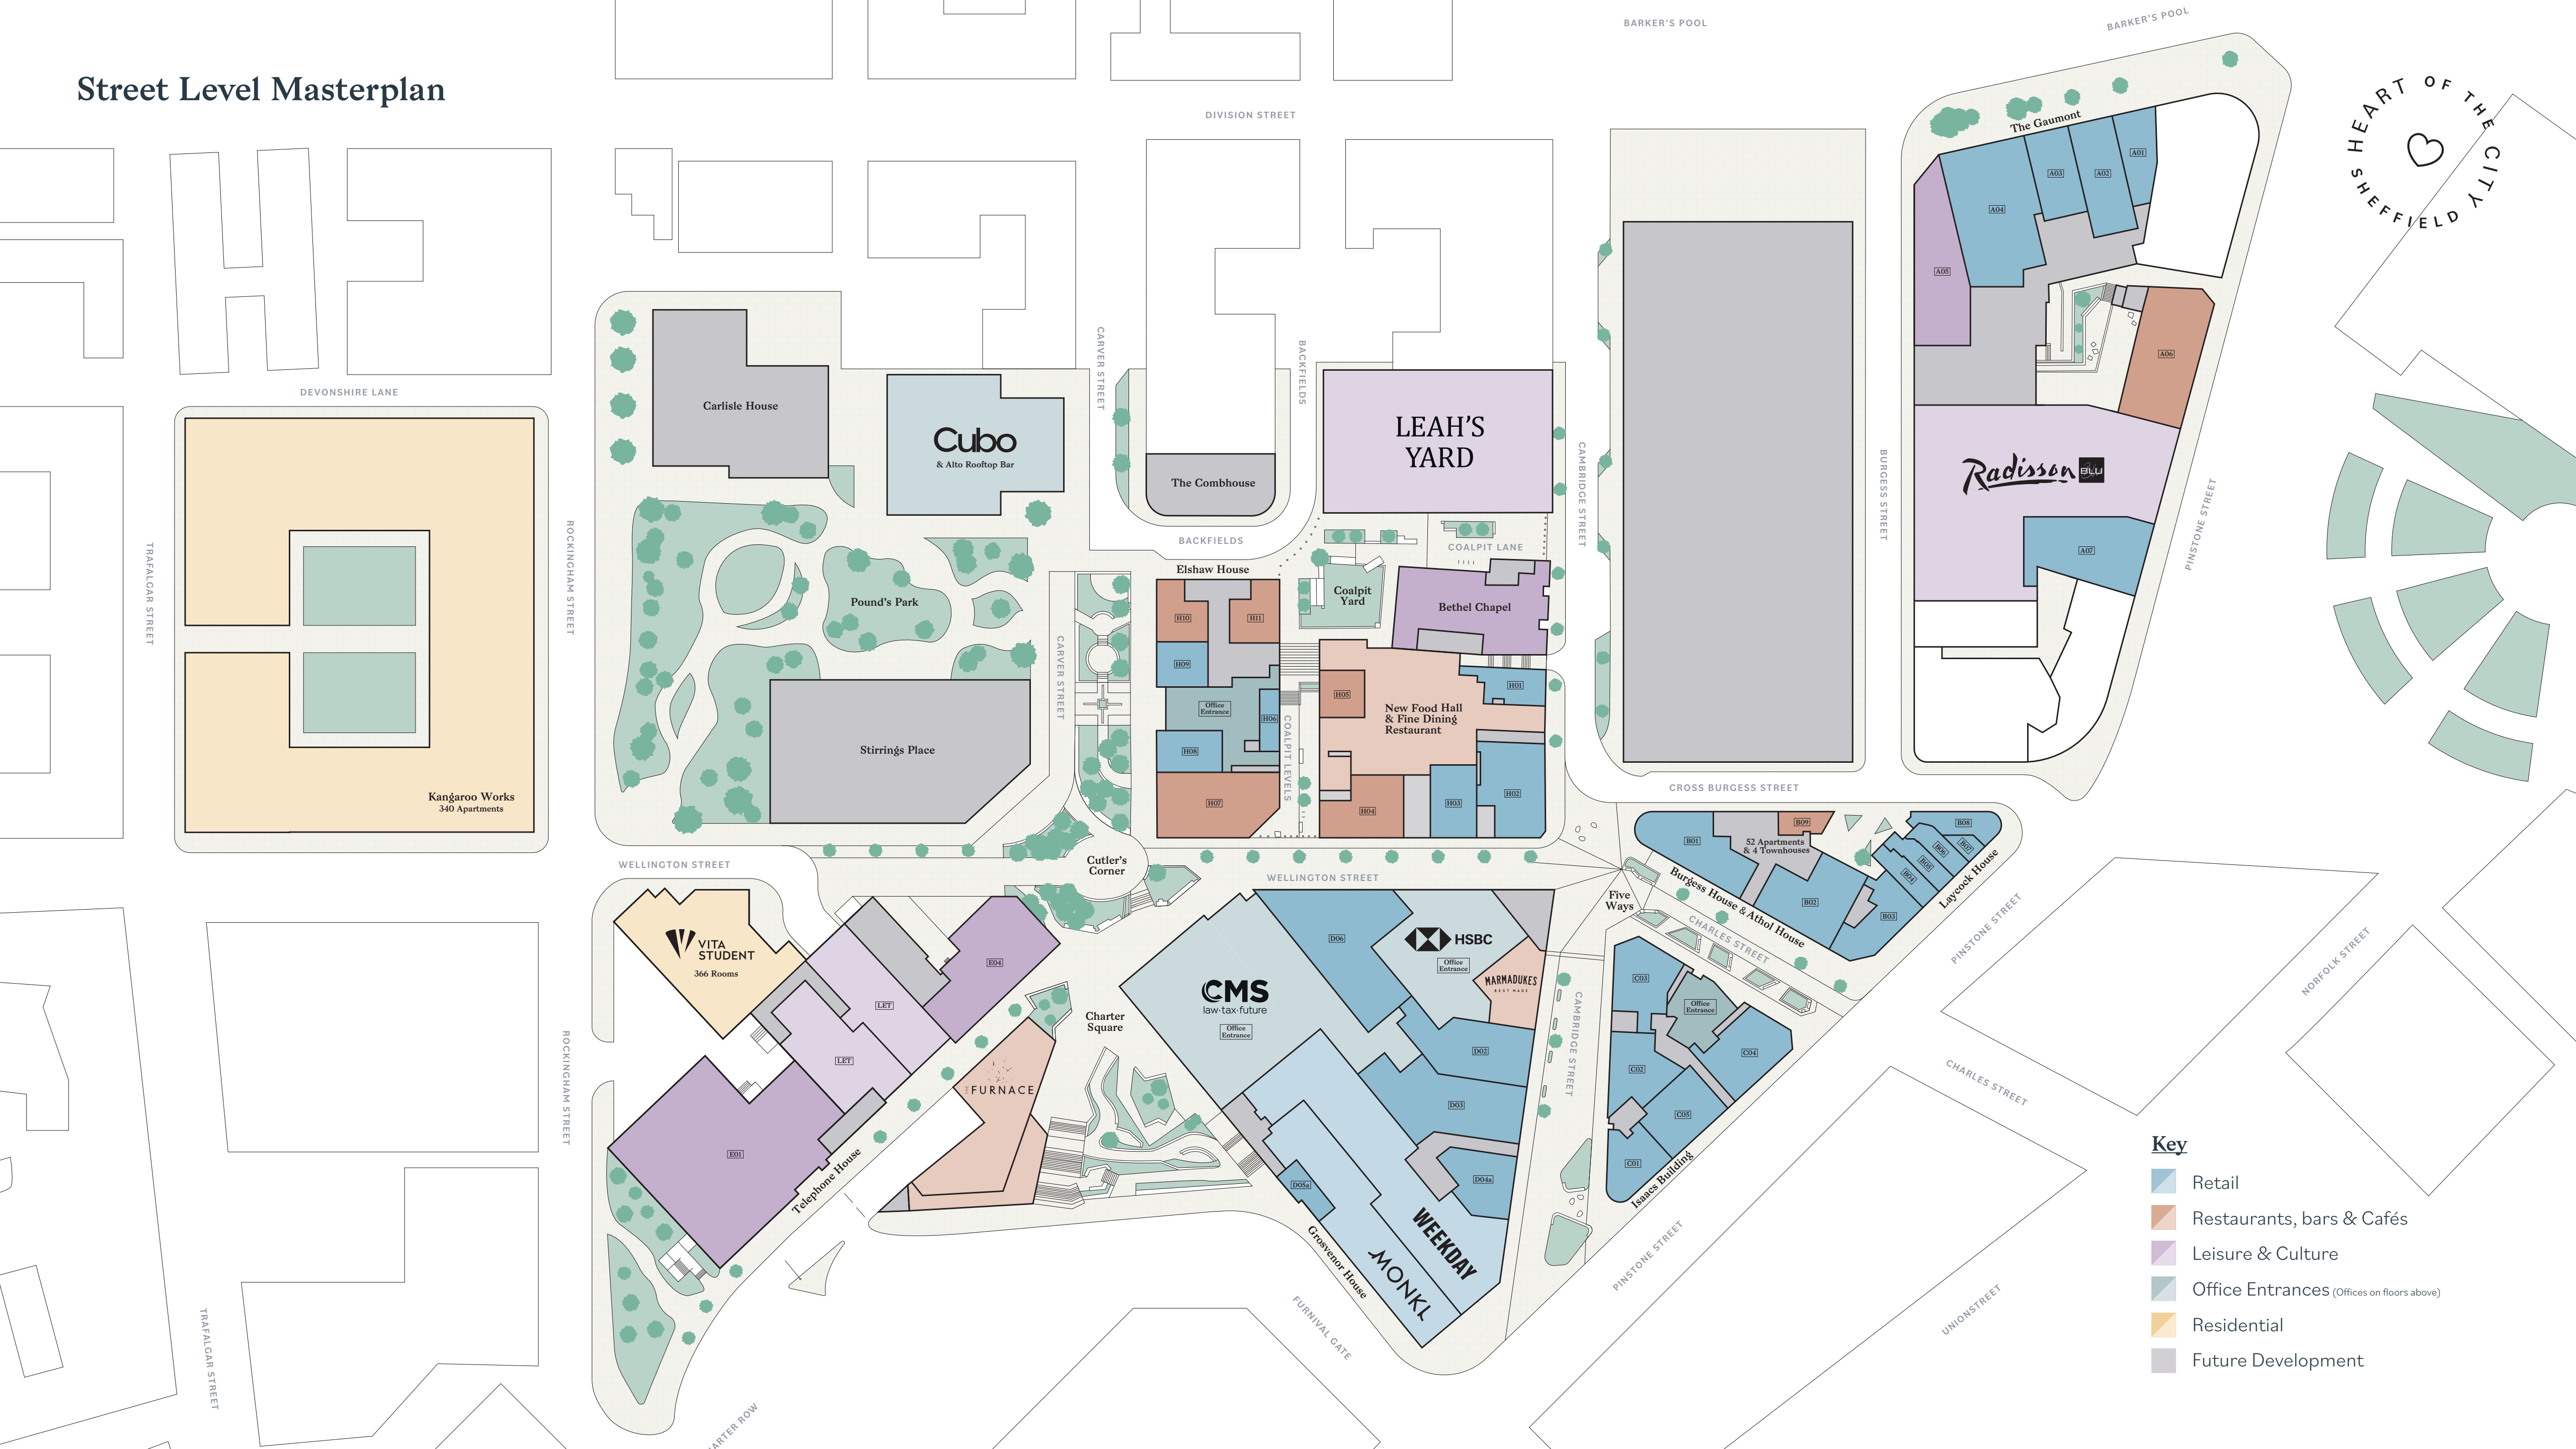 Street Level Masterplan
BARKER'S POOL
BARKER'S POOL
HEART OF THE CITY
SHEFFIELD
DIVISION STREET
The Gaumont
A01
A02
A03
A04
A05
A06
DEVONSHIRE LANE
CARVER STREET
BACKFIELDS
Carlisle House
Cubo
& Alto Rooftop Bar
LEAH'S
YARD
The Combhouse
CAMBRIDGE STREET
BURGESS STREET
Radisson BLU
PINSTONE STREET
A07
TRAFALGAR STREET
ROCKINGHAM STREET
BACKFIELDS
COALPIT LANE
Elshaw House
Pound's Park
Coalpit
Yard
Bethel Chapel
H10
H11
H09
CARVER STREET
Office
Entrance
H06
H05
H01
New Food Hall
& Fine Dining
Restaurant
COALPIT LEVELS
Stirrings Place
H08
H07
H04
H03
H02
Kangaroo Works
340 Apartments
CROSS BURGESS STREET
WELLINGTON STREET
Cutler's
Corner
WELLINGTON STREET
B01
B09
52 Apartments
& 4 Townhouses
B08
B07
B06
B05
B04
B03
B02
Laycock House
Burgess House & Athol House
Five
Ways
CHARLES STREET
PINSTONE STREET
NORFOLK STREET
VITA
STUDENT
366 Rooms
E04
LET
LET
E01
Telephone House
Charter
Square
THE FURNACE
CMS
law·tax·future
Office
Entrance
D06
HSBC
Office
Entrance
MARMADUKES
BEST MADE
D02
D03
D04a
D05a
WEEKDAY
MONKI
Grosvenor House
CAMBRIDGE STREET
C03
Office
Entrance
C04
C02
C05
C01
Isaacs Building
PINSTONE STREET
CHARLES STREET
UNIONSTREET
FURNIVAL GATE
ROCKINGHAM STREET
TRAFALGAR STREET
ARTER ROW
Key
Retail
Restaurants, bars & Cafés
Leisure & Culture
Office Entrances (Offices on floors above)
Residential
Future Development